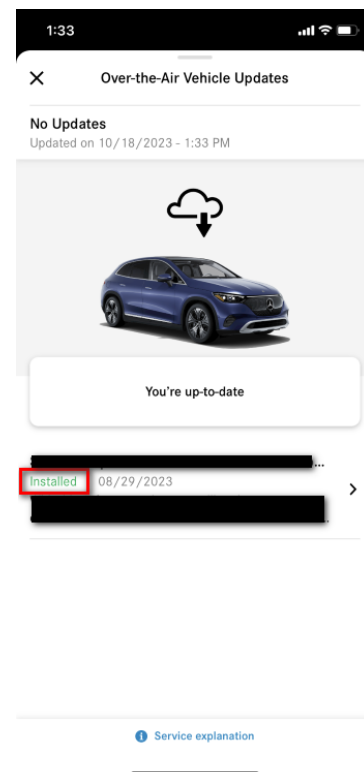 1:33
Over-the-Air Vehicle Updates
No Updates
Updated on 10/18/2023 - 1:33 PM
You're up-to-date
Installed 08/29/2023
Service explanation